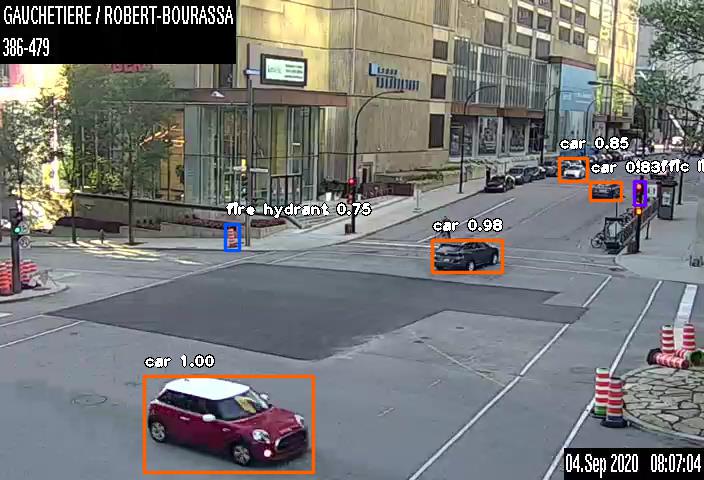 GAUCHETIERE / ROBERT-BOURASSA
386-479
car 0.85
car 0.83
fire hydrant 0.75
car 0.98
car 1.00
04.Sep 2020 08:07:04